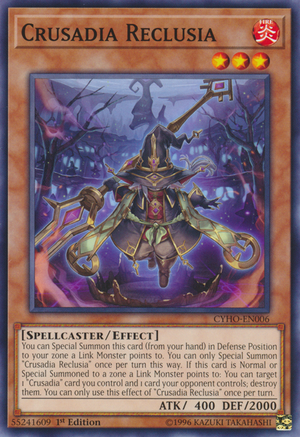 CRUSADIA RECLUSIA
FIRE
炎
CYHO-EN006
[SPELLCASTER/EFFECT]
You can Special Summon this card (from your hand) in Defense Position
to your zone a Link Monster points to. You can only Special Summon
"Crusadia Reclusia" once per turn this way. If this card is Normal or
Special Summoned to a zone a Link Monster points to: You can target
1 "Crusadia" card you control and 1 card your opponent controls; destroy
them. You can only use this effect of "Crusadia Reclusia" once per turn.
ATK/ 400 DEF/2000
55241609 1st Edition ©1996 KAZUKI TAKAHASHI